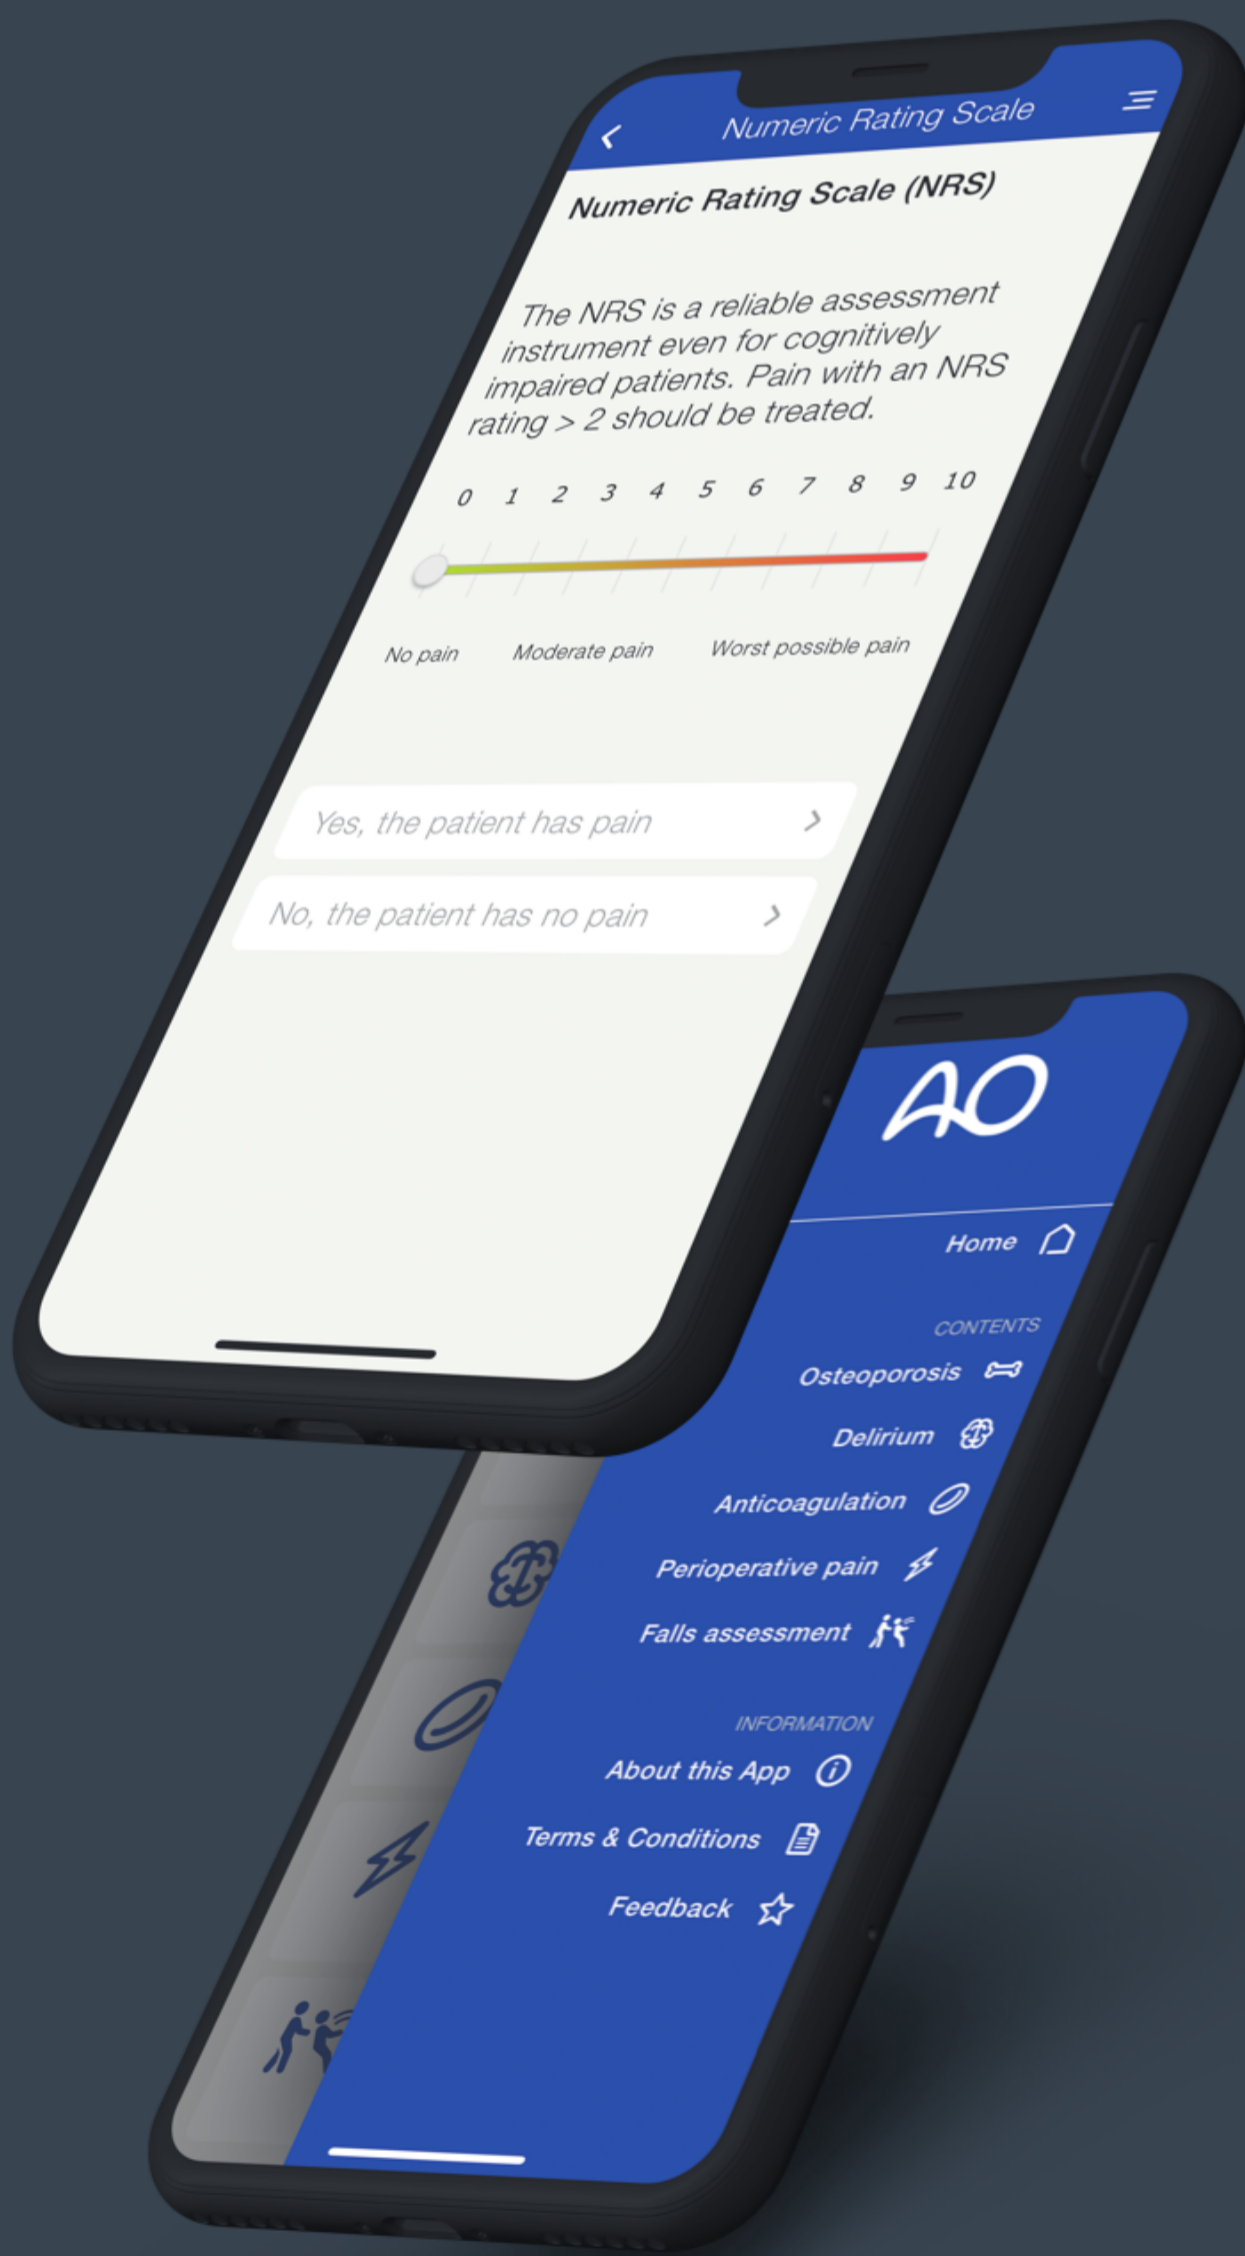 Numeric Rating Scale
Numeric Rating Scale (NRS)
The NRS is a reliable assessment
instrument even for cognitively
impaired patients. Pain with an NRS
rating > 2 should be treated.
0 1 2 3 4 5 6 7 8 9 10
No pain Moderate pain Worst possible pain
Yes, the patient has pain
No, the patient has no pain
AO
Home
CONTENTS
Osteoporosis
Delirium
Anticoagulation
Perioperative pain
Falls assessment
INFORMATION
About this App
Terms & Conditions
Feedback